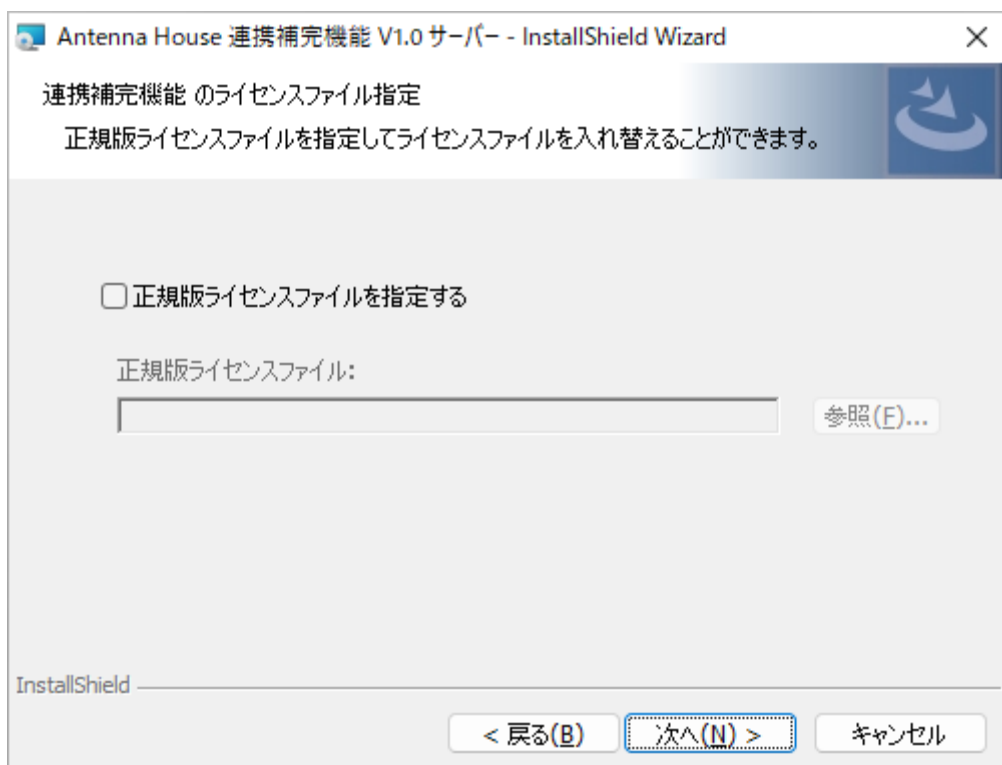 Antenna House 連携補完機能 V1.0 サーバー - InstallShield Wizard
連携補完機能 のライセンスファイル指定
正規版ライセンスファイルを指定してライセンスファイルを入れ替えることができます。
正規版ライセンスファイルを指定する
正規版ライセンスファイル:
参照(F)...
InstallShield
< 戻る(B)
次へ(N) >
キャンセル